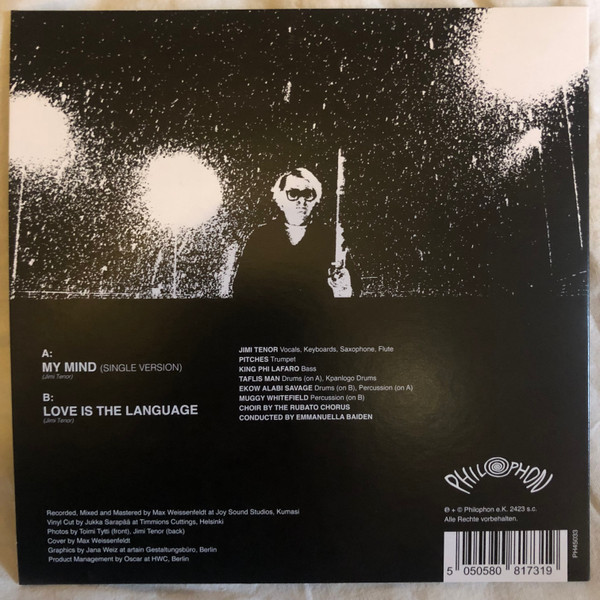 A:
MY MIND (SINGLE VERSION)
(Jimi Tenor)
B:
LOVE IS THE LANGUAGE
(Jimi Tenor)
JIMI TENOR Vocals, Keyboards, Saxophone, Flute
PITCHES Trumpet
KING PHI LAFARO Bass
TAFLIS MAN Drums (on A), Kpanlogo Drums
EKOW ALABI SAVAGE Drums (on B), Percussion (on A)
MUGGY WHITEFIELD Percussion (on B)
CHOIR BY THE RUBATO CHORUS
CONDUCTED BY EMMANUELLA BAIDEN
PHILOPHON
℗ + © Philophon e.K. 2423 s.c.
Alle Rechte vorbehalten.
Recorded, Mixed and Mastered by Max Weissenfeldt at Joy Sound Studios, Kumasi
Vinyl Cut by Jukka Sarapää at Timmions Cuttings, Helsinki
Photos by Toimi Tytti (front), Jimi Tenor (back)
Cover by Max Weissenfeldt
Graphics by Jana Weiz at artain Gestaltungsbüro, Berlin
Product Management by Oscar at HWC, Berlin
5 050580 817319
PH45033